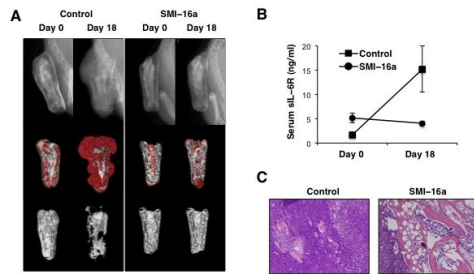 A
Control
SMI–16a
Day 0
Day 18
Day 0
Day 18
B
Serum sIL–6R (ng/ml)
20
15
10
5
0
Control
SMI–16a
Day 0
Day 18
C
Control
SMI–16a